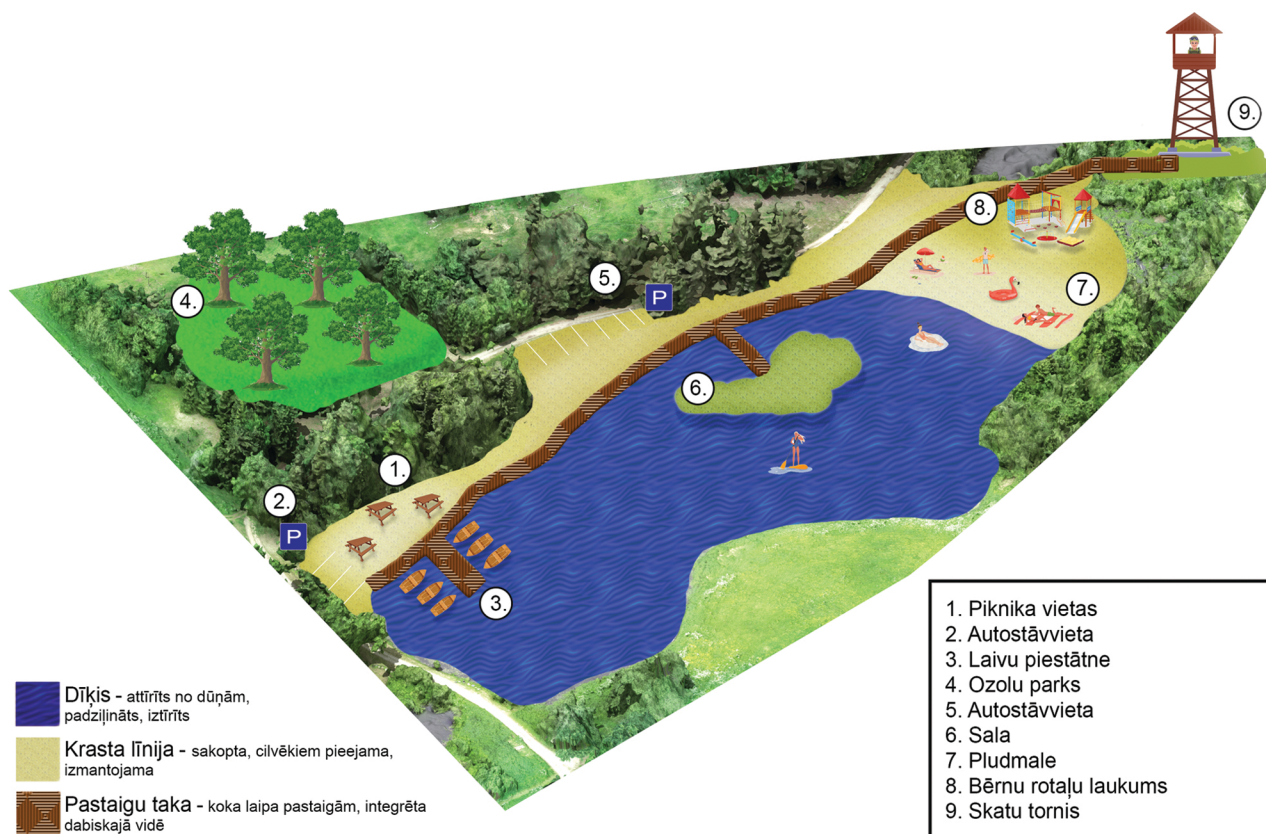 9.
8.
5.
P
4.
7.
6.
1.
2.
P
3.
Dīķis - attīrīts no dūņām,
padziļināts, iztīrīts
Krasta līnija - sakopta, cilvēkiem pieejama,
izmantojama
Pastaigu taka - koka laipa pastaigām, integrēta
dabiskajā vidē
1. Piknika vietas
2. Autostāvvieta
3. Laivu piestātne
4. Ozolu parks
5. Autostāvvieta
6. Sala
7. Pludmale
8. Bērnu rotaļu laukums
9. Skatu tornis